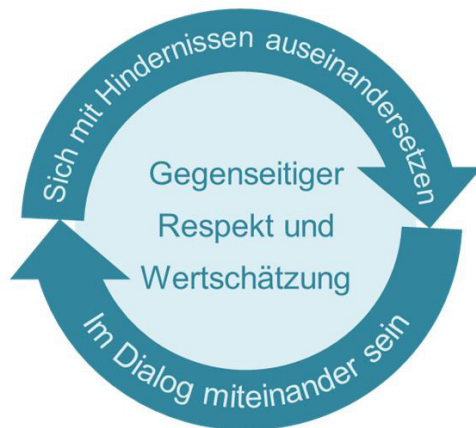 Sich mit Hindernissen auseinandersetzen
Gegenseitiger
Respekt und
Wertschätzung
Im Dialog miteinander sein